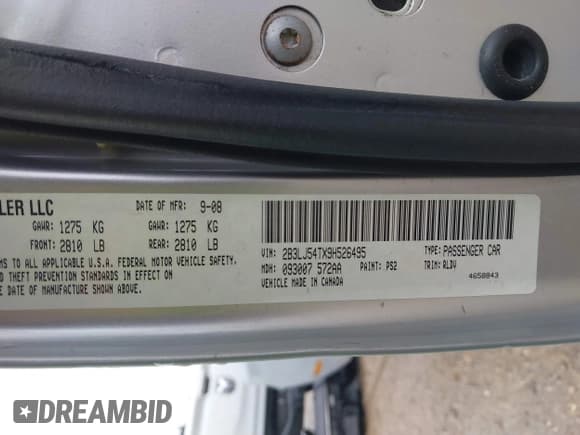 LER LLC
DATE OF MFR: 9-08
GAWR: 1275 KG
GAWR: 1275 KG
FRONT: 2810 LB
REAR: 2810 LB
S TO ALL APPLICABLE U.S.A. FEDERAL MOTOR VEHICLE SAFETY,
D THEFT PREVENTION STANDARDS IN EFFECT ON
E DATE OF MANUFACTURE SHOWN ABOVE.
VIN: 2B3LJ54TX9H526495
TYPE: PASSENGER CAR
MDH: 093007 572AA
PAINT: PS2
TRIM: RLDV
VEHICLE MADE IN CANADA
4658843
DREAMBID